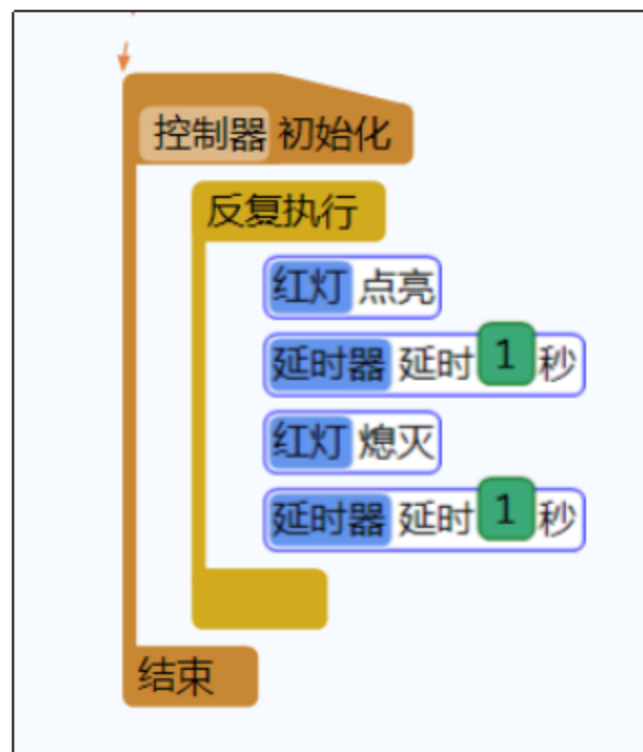 控制器 初始化
反复执行
红灯 点亮
延时器 延时 1 秒
红灯 熄灭
延时器 延时 1 秒
结束